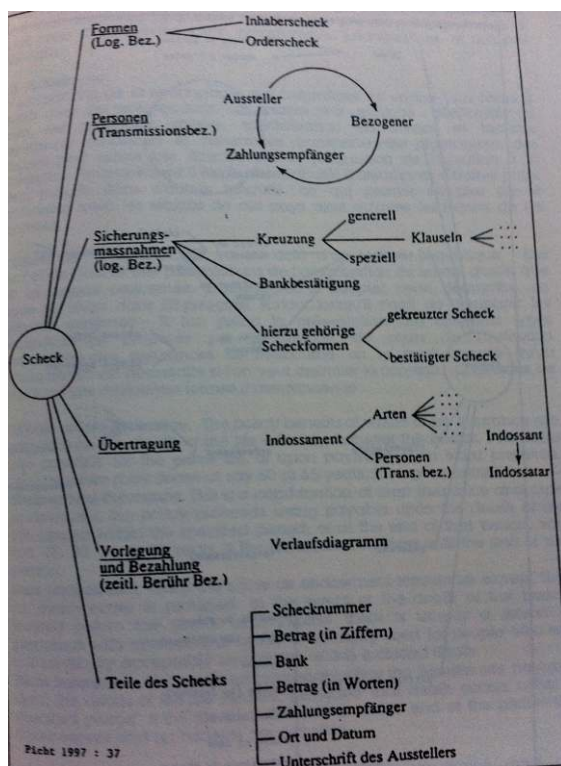 Formen
(Log. Bez.)
Inhaberscheck
Orderscheck
Personen
(Transmissionsbez.)
Aussteller
Bezogener
Zahlungsempfänger
Sicherungs-
massnahmen
(log. Bez.)
Kreuzung
generell
speziell
Klauseln
Bankbestätigung
hierzu gehörige
Scheckformen
gekreuzter Scheck
bestätigter Scheck
Scheck
Übertragung
Indossament
Arten
Personen
(Trans. bez.)
Indossant
Indossatar
Vorlegung
und Bezahlung
(zeitl. Berühr Bez.)
Verlaufsdiagramm
Teile des Schecks
Schecknummer
Betrag (in Ziffern)
Bank
Betrag (in Worten)
Zahlungsempfänger
Ort und Datum
Unterschrift des Ausstellers
Picht 1997 : 37